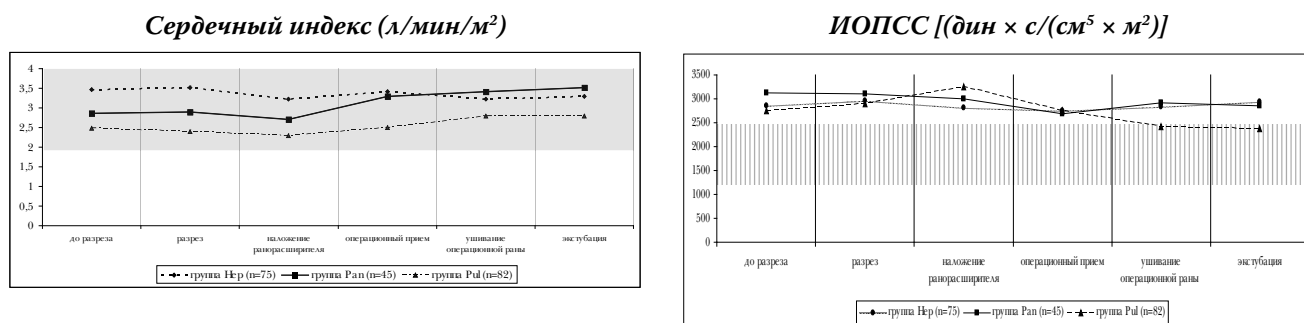 Сердечный индекс (л/мин/м²)
4
3,5
3
2,5
2
1,5
1
0,5
0
до разреза
разрез
наложение
ранорасширителя
операционный прием
ушивание
операционной раны
экстубация
группа Hep (n=75)
группа Pan (n=45)
группа Pul (n=82)
ИОПСС [(дин × с/(см⁵ × м²)]
3500
3000
2500
2000
1500
1000
500
0
до разреза
разрез
наложение
ранорасширителя
операционный прием
ушивание
операционной раны
экстубация
группа Hep (n=75)
группа Pan (n=45)
группа Pul (n=82)